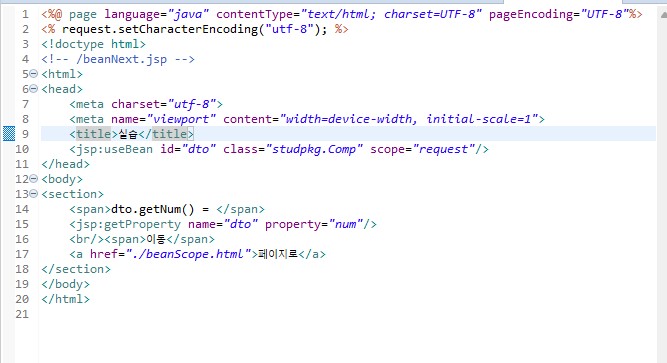 1 <%@ page language="java" contentType="text/html; charset=UTF-8" pageEncoding="UTF-8"%>
2 <% request.setCharacterEncoding("utf-8"); %>
3 <!doctype html>
4 <!-- /beanNext.jsp -->
5 <html>
6 <head>
7 <meta charset="utf-8">
8 <meta name="viewport" content="width=device-width, initial-scale=1">
9 <title>실습</title>
10 <jsp:useBean id="dto" class="studpkg.Comp" scope="request"/>
11 </head>
12 <body>
13 <section>
14 <span>dto.getNum() = </span>
15 <jsp:getProperty name="dto" property="num"/>
16 <br/><span>이동</span>
17 <a href="./beanScope.html">페이지로</a>
18 </section>
19 </body>
20 </html>
21